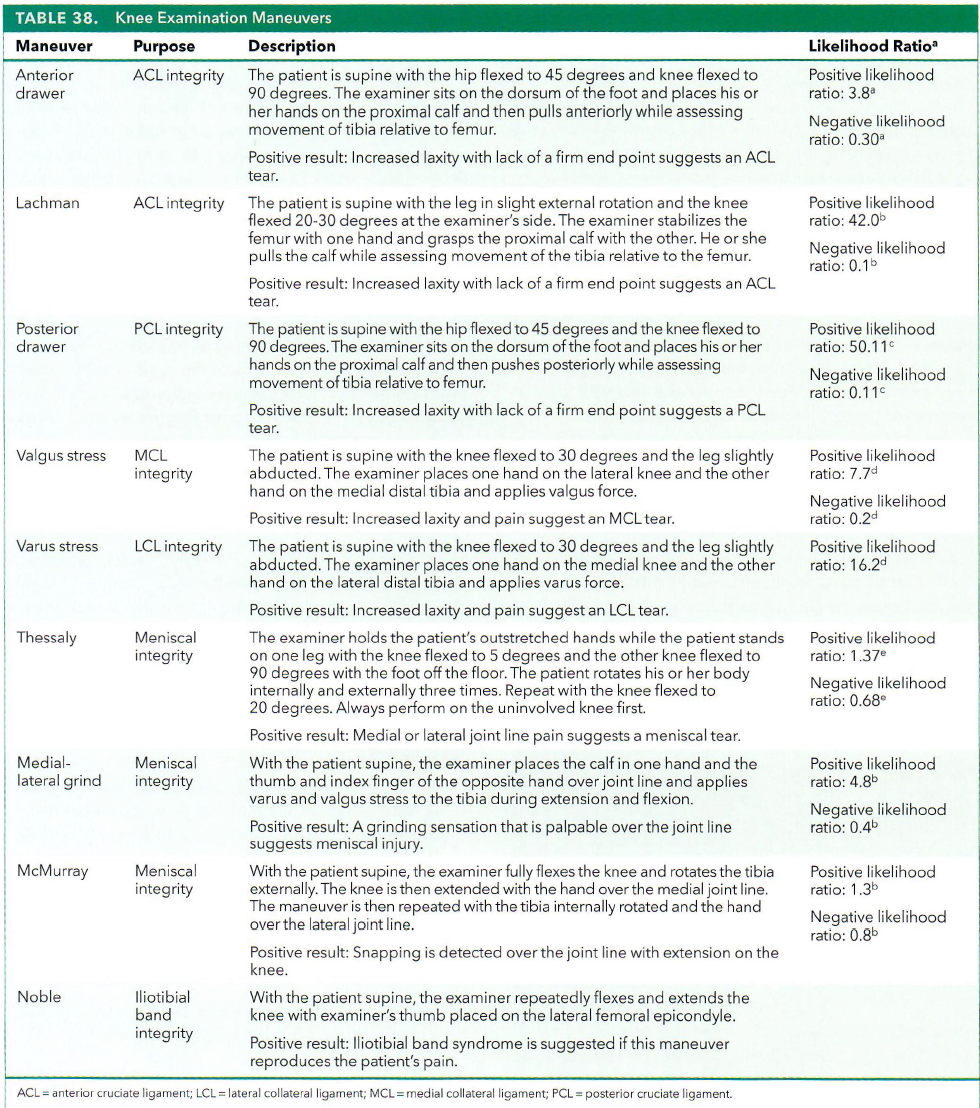 TABLE 38. Knee Examination Maneuvers
Maneuver Purpose Description Likelihood Ratioᵃ
Anterior drawer
ACL integrity
The patient is supine with the hip flexed to 45 degrees and knee flexed to
90 degrees. The examiner sits on the dorsum of the foot and places his or
her hands on the proximal calf and then pulls anteriorly while assessing
movement of tibia relative to femur.
Positive result: Increased laxity with lack of a firm end point suggests an ACL
tear.
Positive likelihood
ratio: 3.8ᵃ
Negative likelihood
ratio: 0.30ᵃ
Lachman
ACL integrity
The patient is supine with the leg in slight external rotation and the knee
flexed 20-30 degrees at the examiner's side. The examiner stabilizes the
femur with one hand and grasps the proximal calf with the other. He or she
pulls the calf while assessing movement of the tibia relative to the femur.
Positive result: Increased laxity with lack of a firm end point suggests an ACL
tear.
Positive likelihood
ratio: 42.0ᵇ
Negative likelihood
ratio: 0.1ᵇ
Posterior
drawer
PCL integrity
The patient is supine with the hip flexed to 45 degrees and the knee flexed to
90 degrees. The examiner sits on the dorsum of the foot and places his or her
hands on the proximal calf and then pushes posteriorly while assessing
movement of tibia relative to femur.
Positive result: Increased laxity with lack of a firm end point suggests a PCL
tear.
Positive likelihood
ratio: 50.11ᶜ
Negative likelihood
ratio: 0.11ᶜ
Valgus stress
MCL
integrity
The patient is supine with the knee flexed to 30 degrees and the leg slightly
abducted. The examiner places one hand on the lateral knee and the other
hand on the medial distal tibia and applies valgus force.
Positive result: Increased laxity and pain suggest an MCL tear.
Positive likelihood
ratio: 7.7ᵈ
Negative likelihood
ratio: 0.2ᵈ
Varus stress
LCL integrity
The patient is supine with the knee flexed to 30 degrees and the leg slightly
abducted. The examiner places one hand on the medial knee and the other
hand on the lateral distal tibia and applies varus force.
Positive result: Increased laxity and pain suggest an LCL tear.
Positive likelihood
ratio: 16.2ᵈ
Thessaly
Meniscal
integrity
The examiner holds the patient's outstretched hands while the patient stands
on one leg with the knee flexed to 5 degrees and the other knee flexed to
90 degrees with the foot off the floor. The patient rotates his or her body
internally and externally three times. Repeat with the knee flexed to
20 degrees. Always perform on the uninvolved knee first.
Positive result: Medial or lateral joint line pain suggests a meniscal tear.
Positive likelihood
ratio: 1.37ᵉ
Negative likelihood
ratio: 0.68ᵉ
Medial-
lateral grind
Meniscal
integrity
With the patient supine, the examiner places the calf in one hand and the
thumb and index finger of the opposite hand over joint line and applies
varus and valgus stress to the tibia during extension and flexion.
Positive result: A grinding sensation that is palpable over the joint line
suggests meniscal injury.
Positive likelihood
ratio: 4.8ᵇ
Negative likelihood
ratio: 0.4ᵇ
McMurray
Meniscal
integrity
With the patient supine, the examiner fully flexes the knee and rotates the tibia
externally. The knee is then extended with the hand over the medial joint line.
The maneuver is then repeated with the tibia internally rotated and the hand
over the lateral joint line.
Positive result: Snapping is detected over the joint line with extension on the
knee.
Positive likelihood
ratio: 1.3ᵇ
Negative likelihood
ratio: 0.8ᵇ
Noble
Iliotibial
band
integrity
With the patient supine, the examiner repeatedly flexes and extends the
knee with examiner's thumb placed on the lateral femoral epicondyle.
Positive result: Iliotibial band syndrome is suggested if this maneuver
reproduces the patient's pain.
ACL = anterior cruciate ligament; LCL = lateral collateral ligament; MCL = medial collateral ligament; PCL = posterior cruciate ligament.